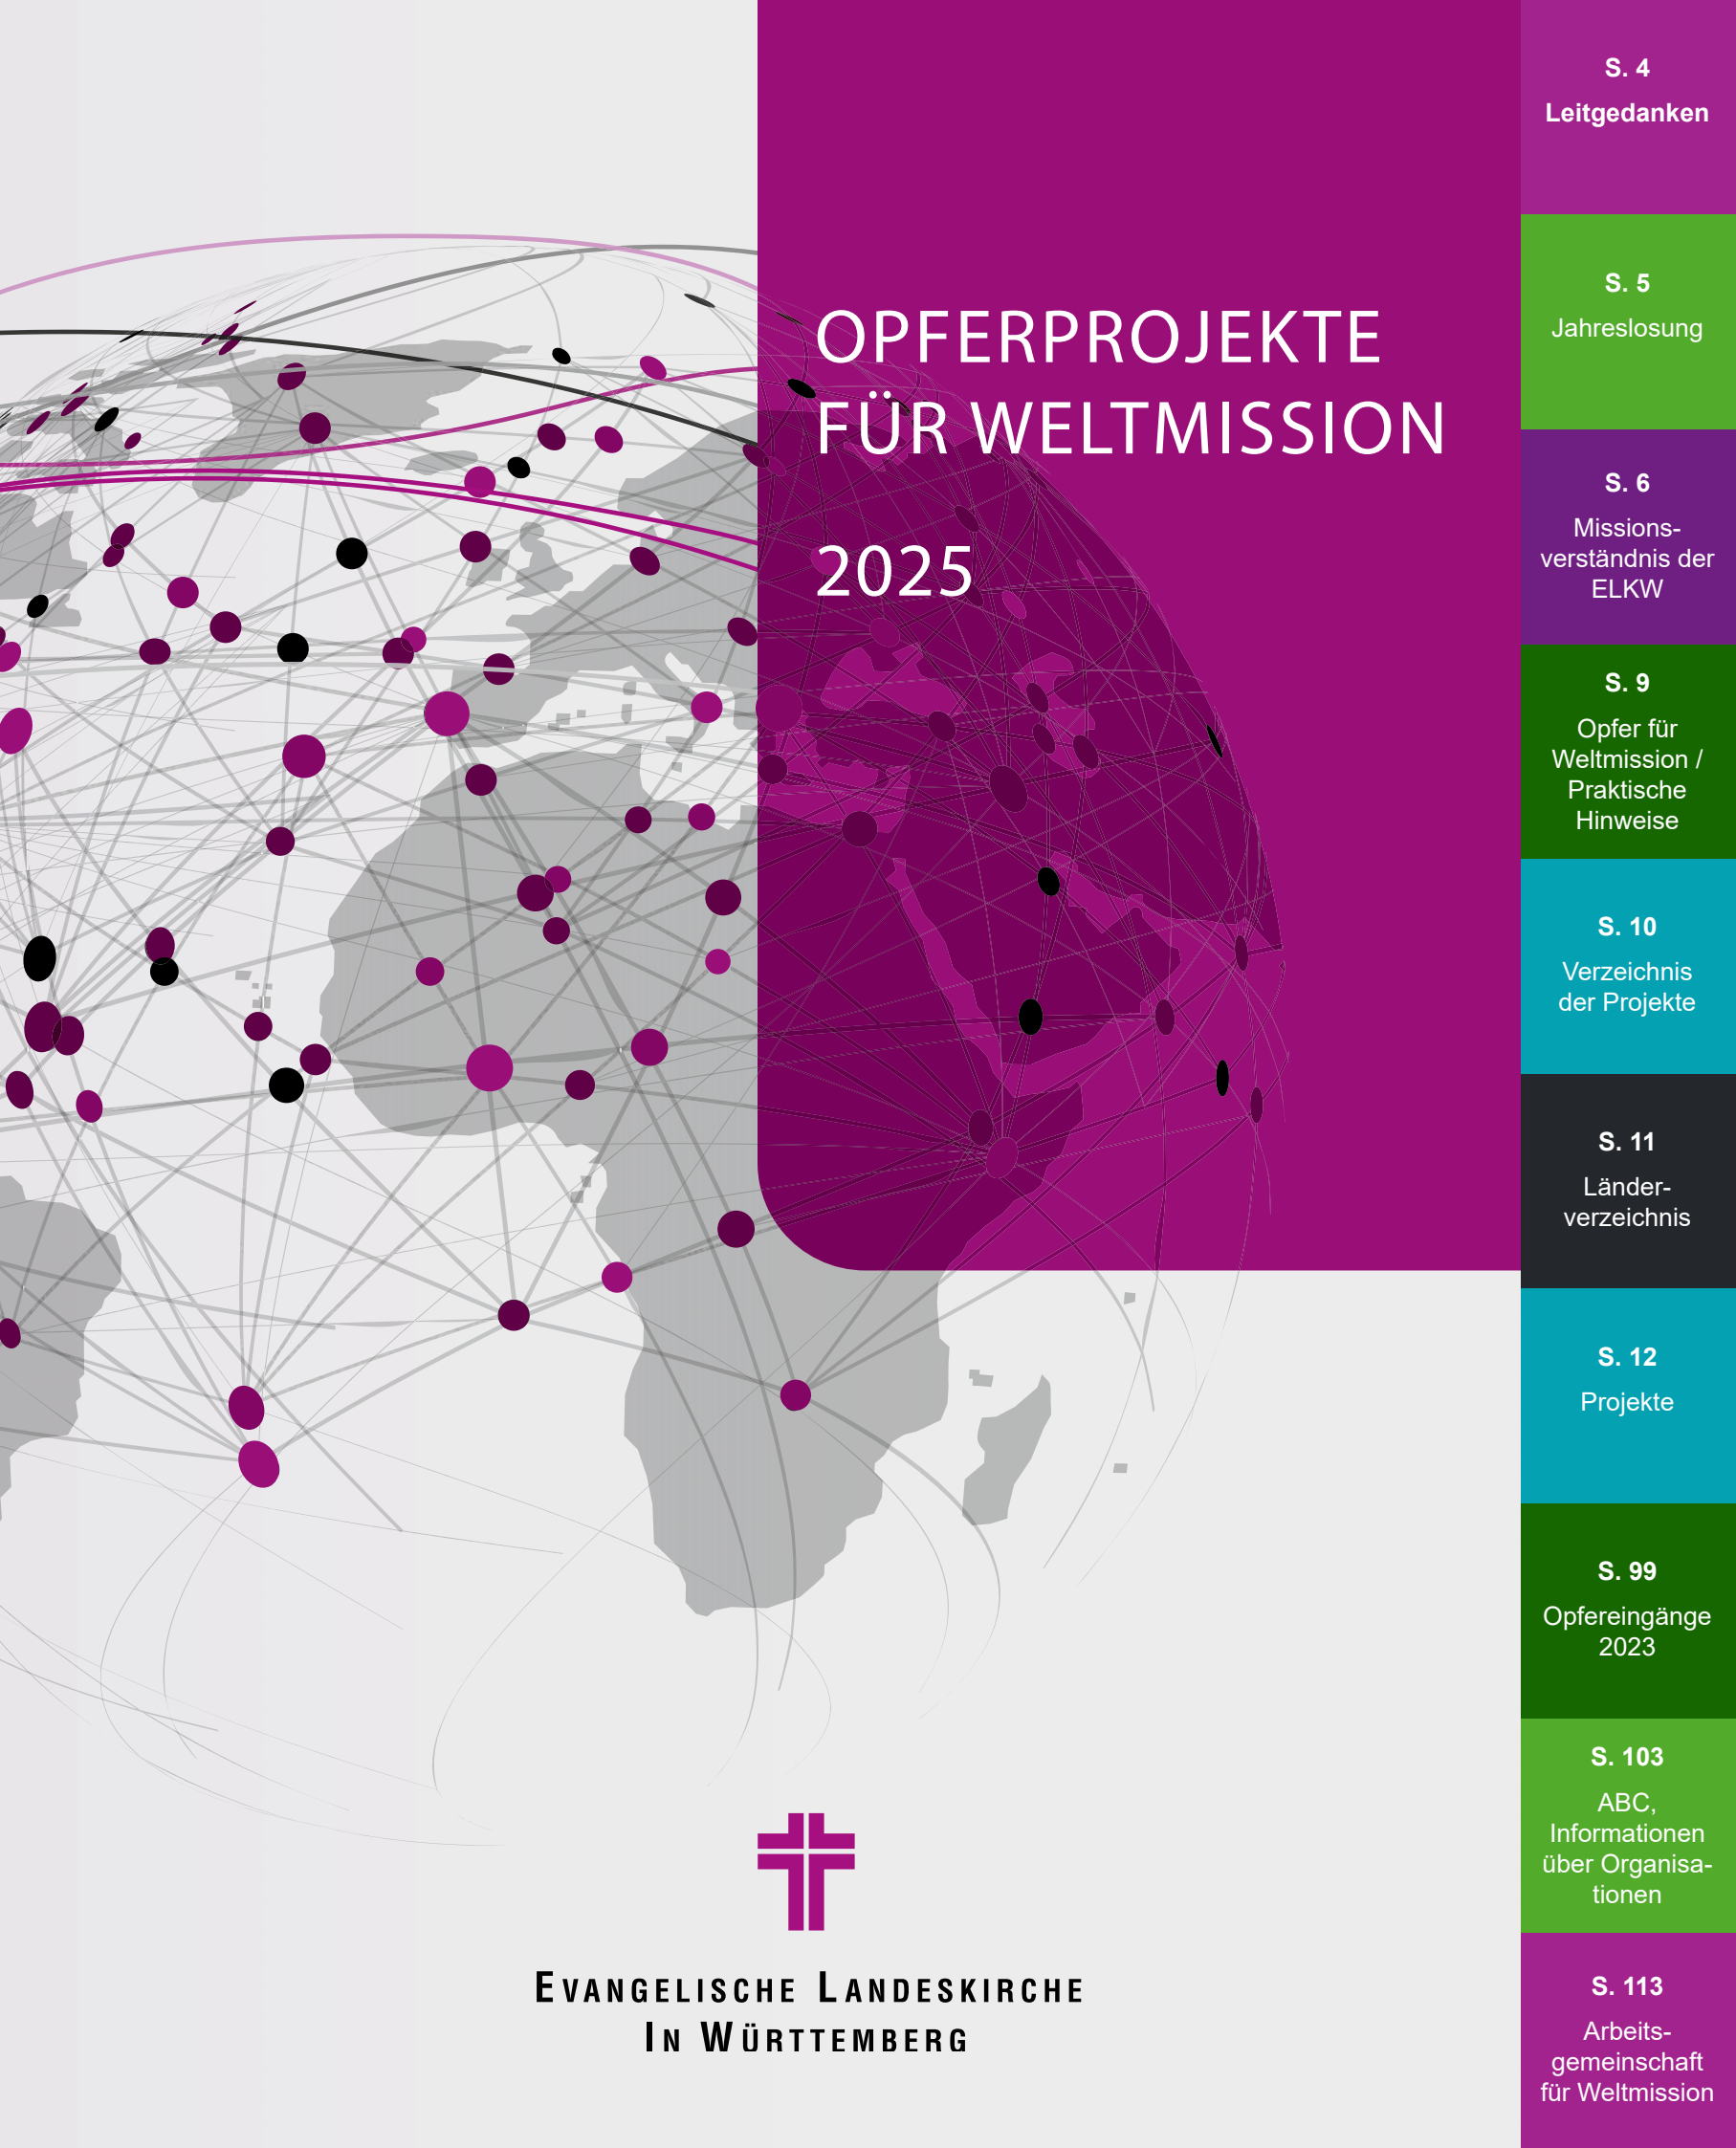 OPFERPROJEKTE
FÜR WELTMISSION
2025
S. 4
Leitgedanken
S. 5
Jahreslosung
S. 6
Missions-
verständnis der
ELKW
S. 9
Opfer für
Weltmission /
Praktische
Hinweise
S. 10
Verzeichnis
der Projekte
S. 11
Länder-
verzeichnis
S. 12
Projekte
S. 99
Opfereingänge
2023
S. 103
ABC,
Informationen
über Organisa-
tionen
S. 113
Arbeits-
gemeinschaft
für Weltmission
EVANGELISCHE LANDESKIRCHE
IN WÜRTTEMBERG